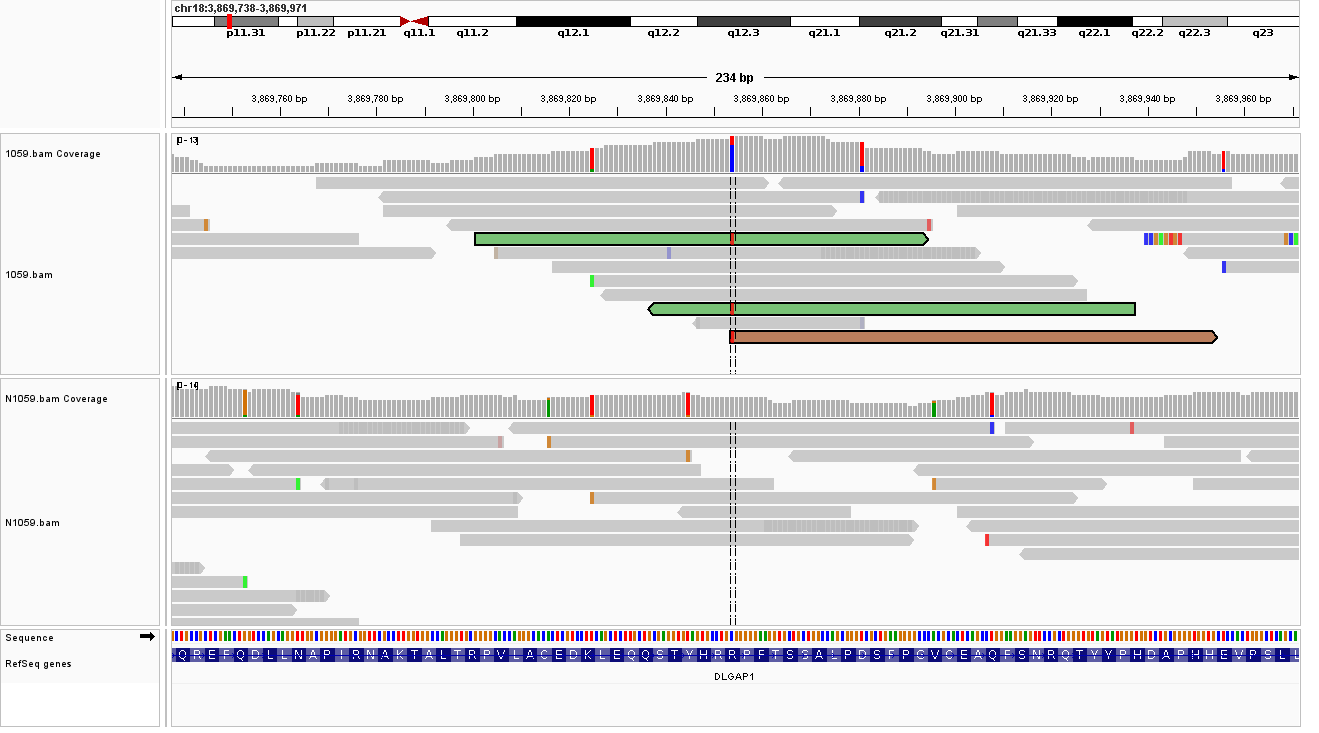 chr18:3,869,738-3,869,971
p11.31 p11.22 p11.21 q11.1 q11.2 q12.1 q12.2 q12.3 q21.1 q21.2 q21.31 q21.33 q22.1 q22.2 q22.3 q23
234 bp
3,869,760 bp 3,869,780 bp 3,869,800 bp 3,869,820 bp 3,869,840 bp 3,869,860 bp 3,869,880 bp 3,869,900 bp 3,869,920 bp 3,869,940 bp 3,869,960 bp
[0-13]
1059.bam Coverage
1059.bam
[0-14]
N1059.bam Coverage
N1059.bam
Sequence
RefSeq genes
DLGAP1